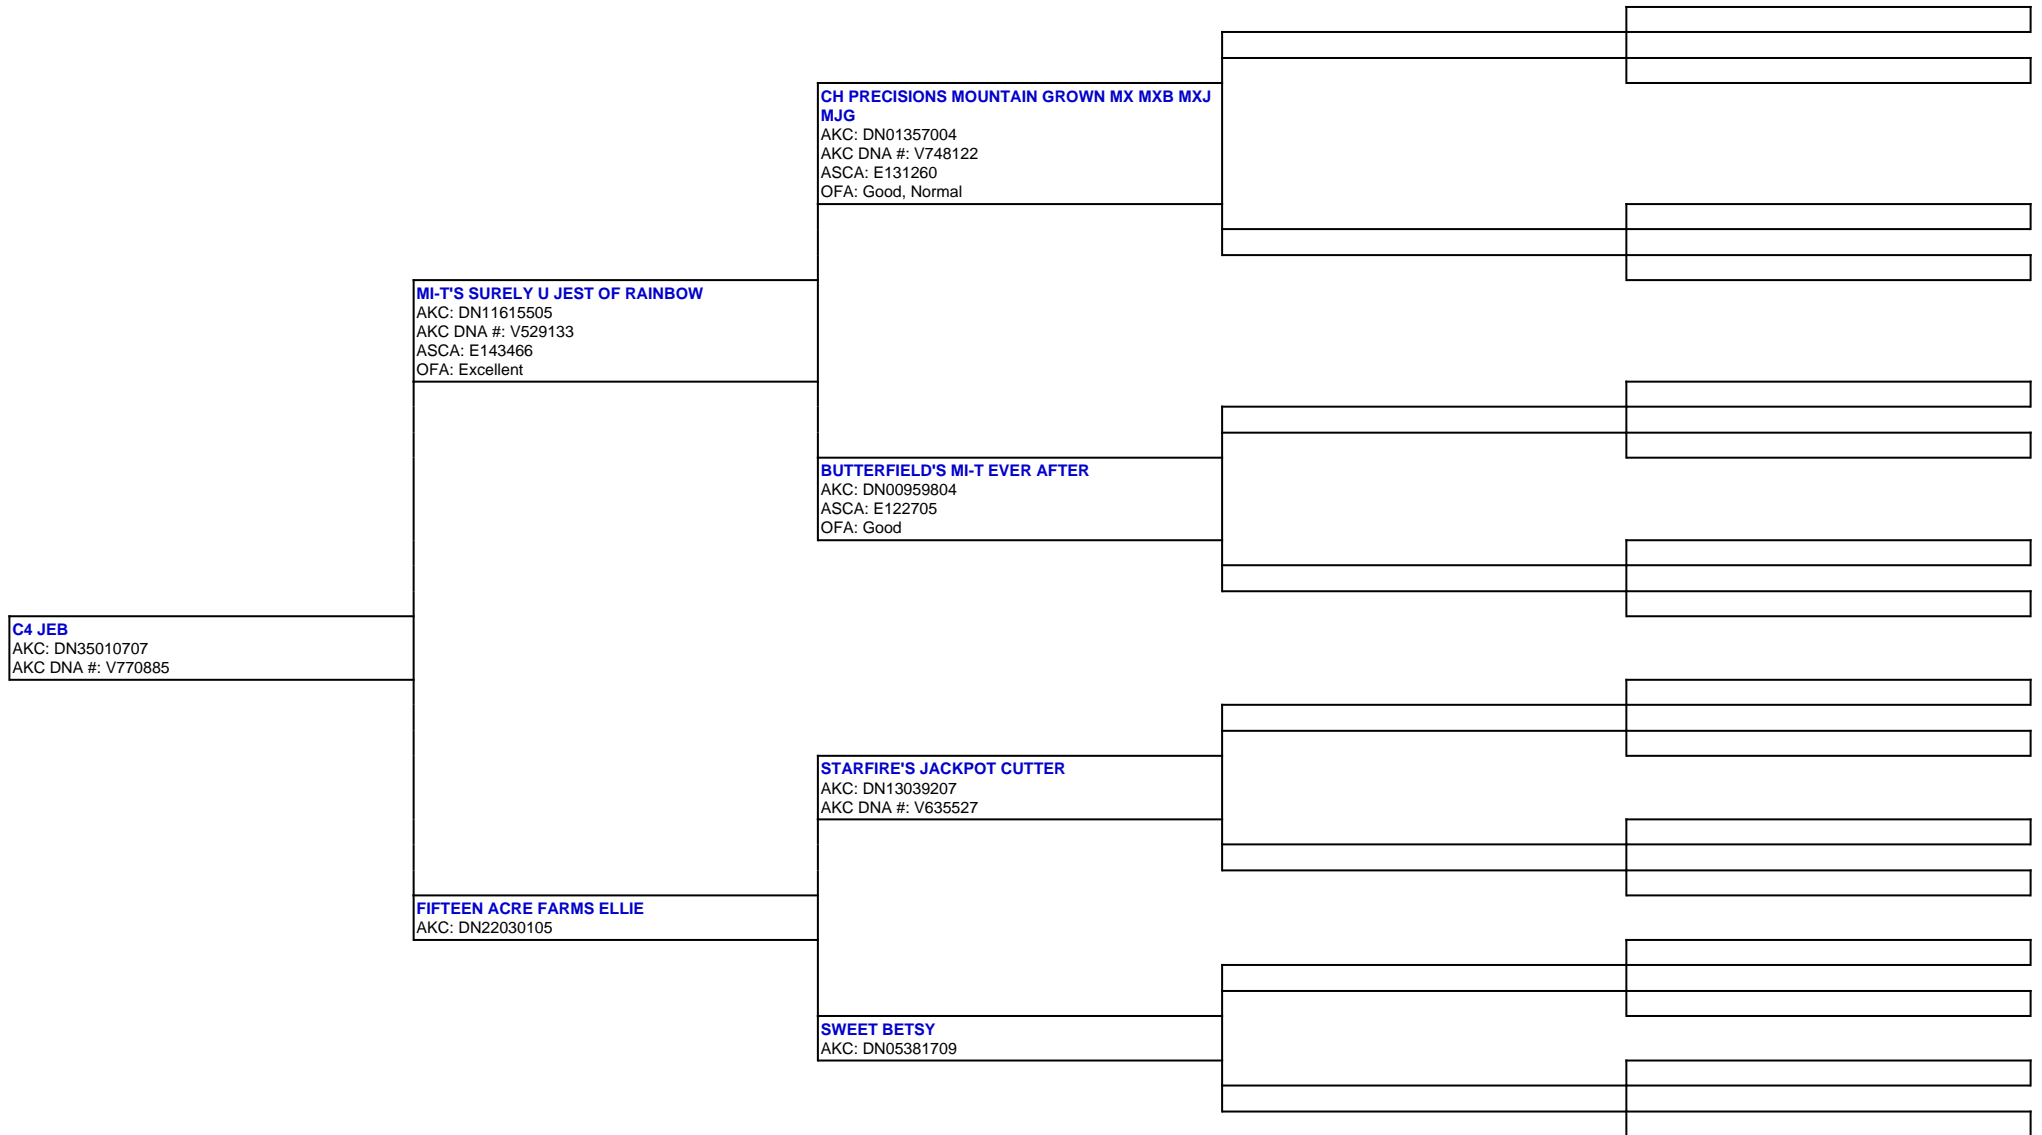 CH PRECISIONS MOUNTAIN GROWN MX MXB MXJ
MJG
AKC: DN01357004
AKC DNA #: V748122
ASCA: E131260
OFA: Good, Normal
MI-T'S SURELY U JEST OF RAINBOW
AKC: DN11615505
AKC DNA #: V529133
ASCA: E143466
OFA: Excellent
BUTTERFIELD'S MI-T EVER AFTER
AKC: DN00959804
ASCA: E122705
OFA: Good
C4 JEB
AKC: DN35010707
AKC DNA #: V770885
STARFIRE'S JACKPOT CUTTER
AKC: DN13039207
AKC DNA #: V635527
FIFTEEN ACRE FARMS ELLIE
AKC: DN22030105
SWEET BETSY
AKC: DN05381709